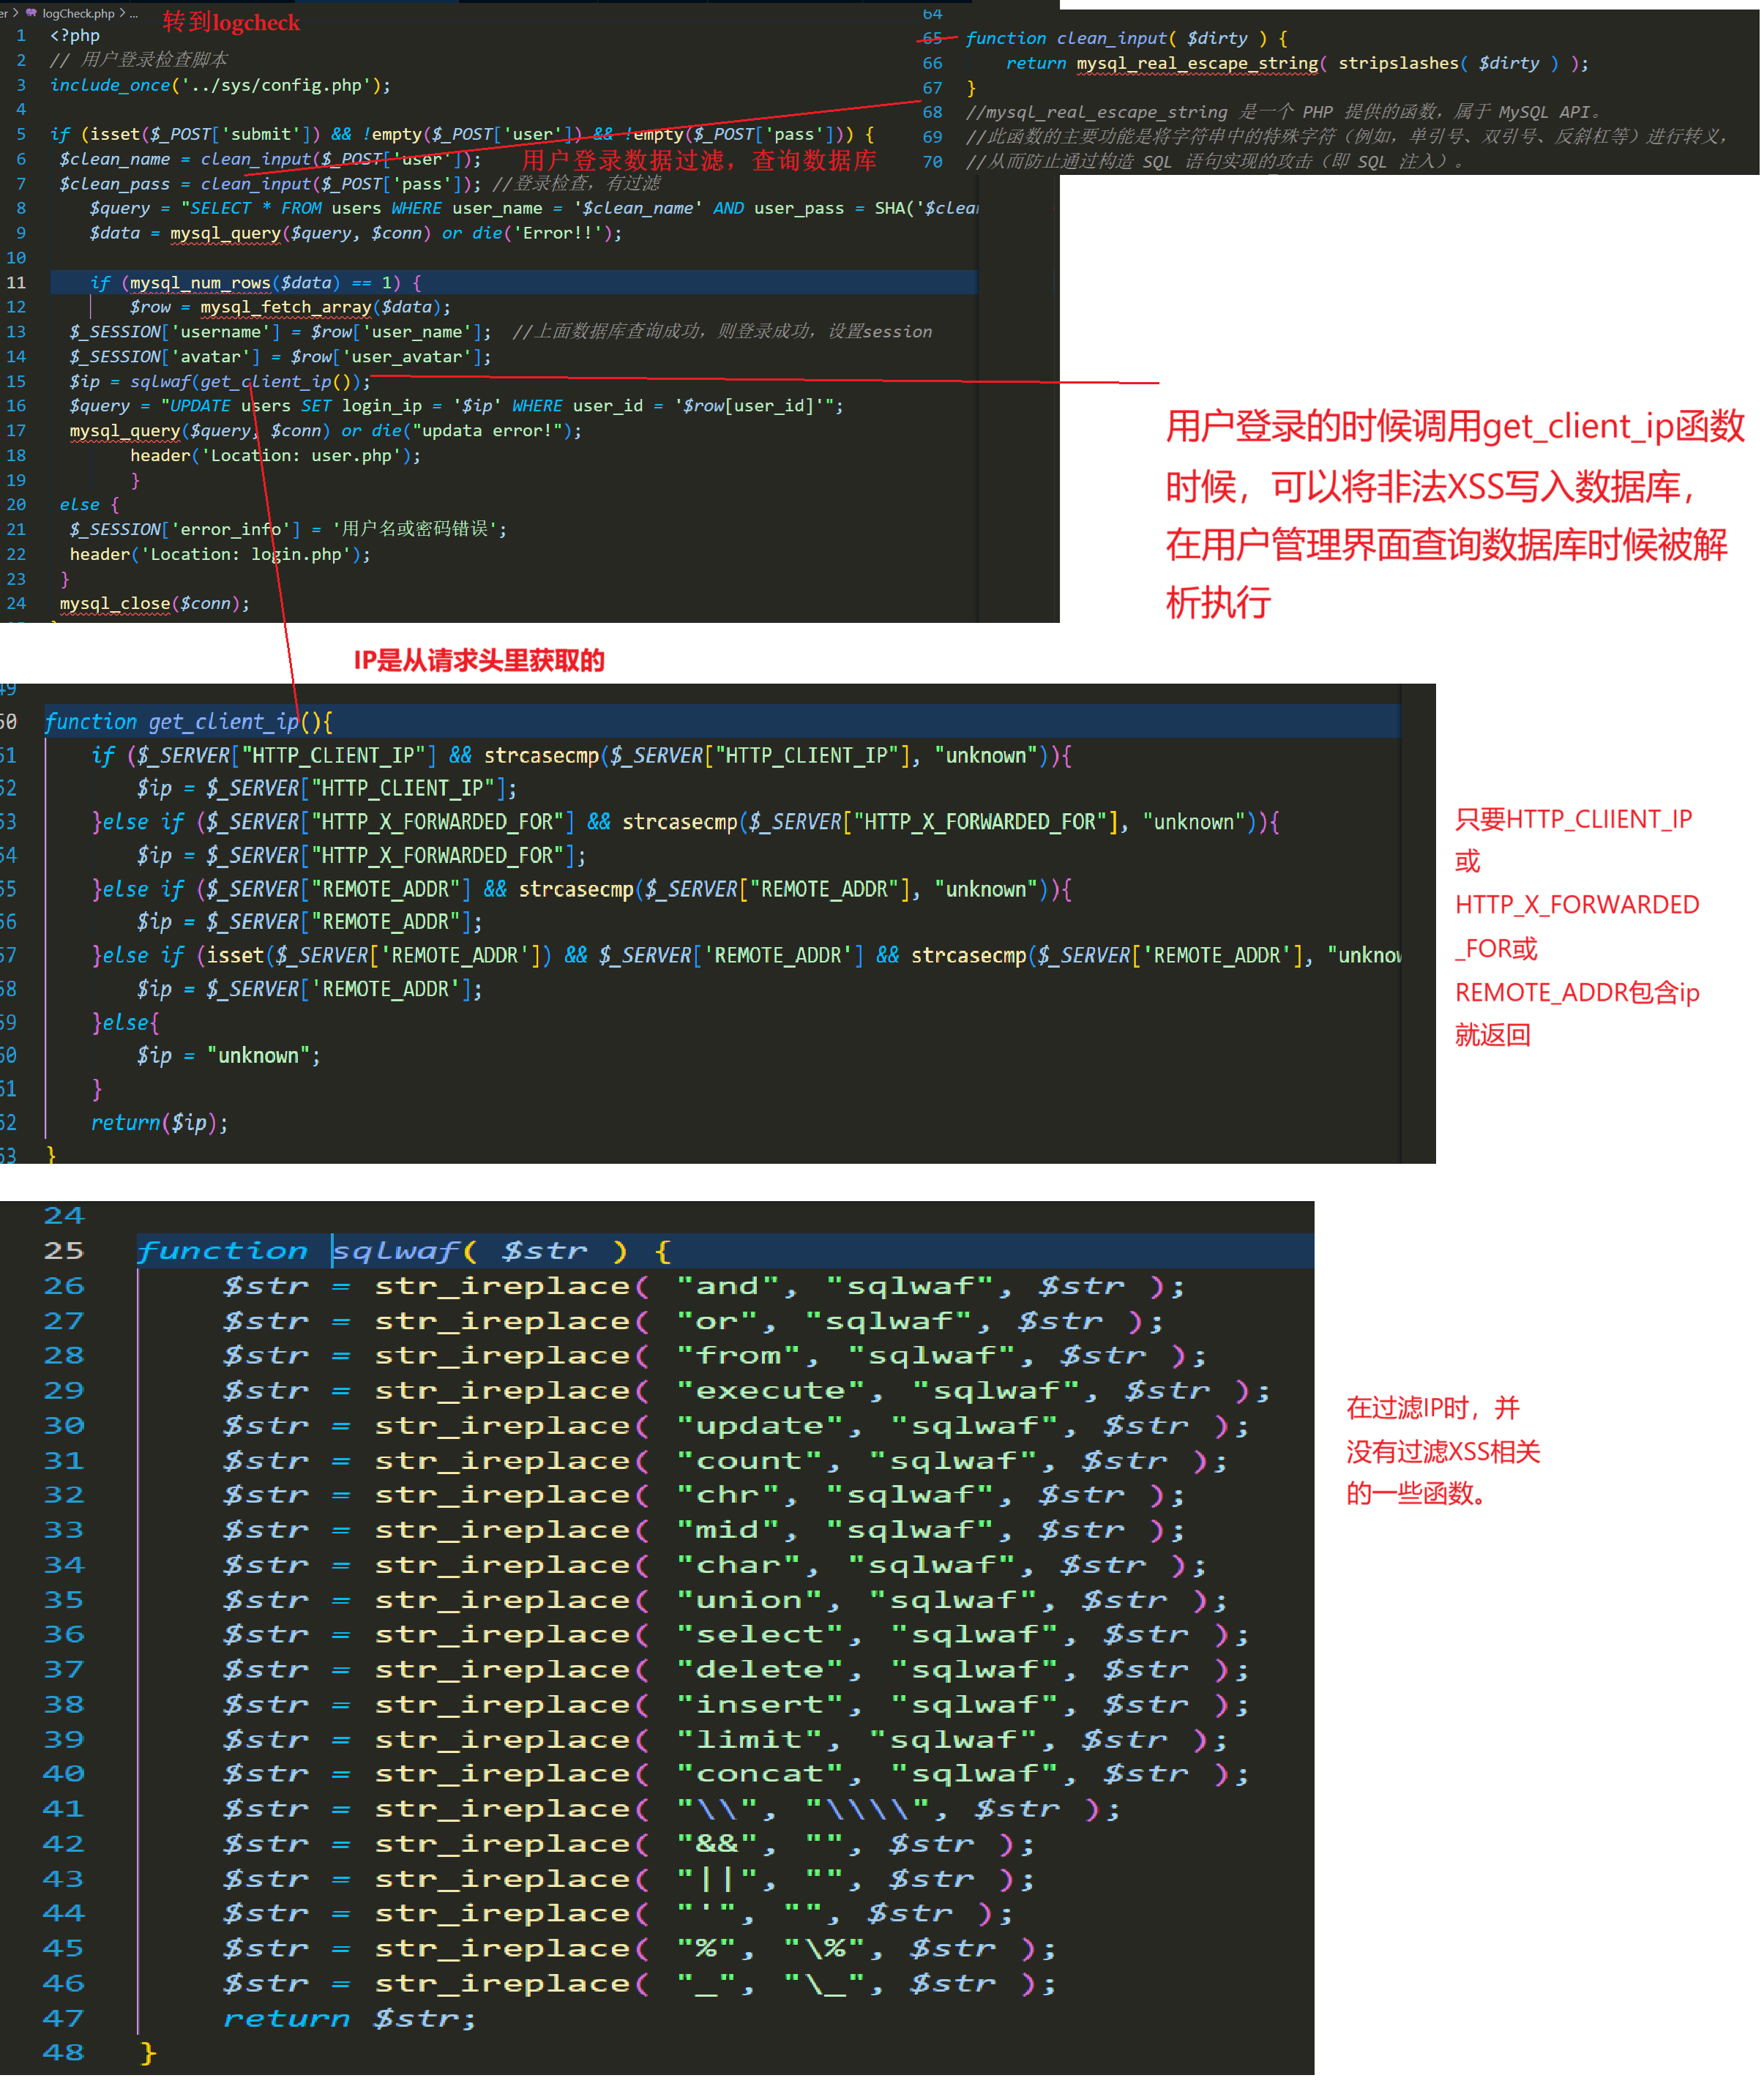 er > logCheck.php > ...
转到logcheck
1 <?php
2 // 用户登录检查脚本
3 include_once('../sys/config.php');
4
5 if (isset($_POST['submit']) && !empty($_POST['user']) && !empty($_POST['pass'])) {
6 $clean_name = clean_input($_POST['user']);
用户登录数据过滤，查询数据库
7 $clean_pass = clean_input($_POST['pass']); //登录检查，有过滤
8 $query = "SELECT * FROM users WHERE user_name = '$clean_name' AND user_pass = SHA('$clean
9 $data = mysql_query($query, $conn) or die('Error!!');
10
11 if (mysql_num_rows($data) == 1) {
12 $row = mysql_fetch_array($data);
13 $_SESSION['username'] = $row['user_name']; //上面数据库查询成功，则登录成功，设置session
14 $_SESSION['avatar'] = $row['user_avatar'];
15 $ip = sqlwaf(get_client_ip());
16 $query = "UPDATE users SET login_ip = '$ip' WHERE user_id = '$row[user_id]'";
17 mysql_query($query, $conn) or die("updata error!");
18 header('Location: user.php');
19 }
20 else {
21 $_SESSION['error_info'] = '用户名或密码错误';
22 header('Location: login.php');
23 }
24 mysql_close($conn);
64
65 function clean_input( $dirty ) {
66 return mysql_real_escape_string( stripslashes( $dirty ) );
67 }
68 //mysql_real_escape_string 是一个 PHP 提供的函数，属于 MySQL API。
69 //此函数的主要功能是将字符串中的特殊字符（例如，单引号、双引号、反斜杠等）进行转义，
70 //从而防止通过构造 SQL 语句实现的攻击（即 SQL 注入）。
用户登录的时候调用get_client_ip函数
时候，可以将非法XSS写入数据库，
在用户管理界面查询数据库时候被解
析执行
IP是从请求头里获取的
49
50 function get_client_ip(){
51 if ($_SERVER["HTTP_CLIENT_IP"] && strcasecmp($_SERVER["HTTP_CLIENT_IP"], "unknown")){
52 $ip = $_SERVER["HTTP_CLIENT_IP"];
53 }else if ($_SERVER["HTTP_X_FORWARDED_FOR"] && strcasecmp($_SERVER["HTTP_X_FORWARDED_FOR"], "unknown")){
54 $ip = $_SERVER["HTTP_X_FORWARDED_FOR"];
55 }else if ($_SERVER["REMOTE_ADDR"] && strcasecmp($_SERVER["REMOTE_ADDR"], "unknown")){
56 $ip = $_SERVER["REMOTE_ADDR"];
57 }else if (isset($_SERVER['REMOTE_ADDR']) && $_SERVER['REMOTE_ADDR'] && strcasecmp($_SERVER['REMOTE_ADDR'], "unknow
58 $ip = $_SERVER['REMOTE_ADDR'];
59 }else{
60 $ip = "unknown";
61 }
62 return($ip);
63 }
只要HTTP_CLIIENT_IP
或
HTTP_X_FORWARDED
_FOR或
REMOTE_ADDR包含ip
就返回
24
25 function sqlwaf( $str ) {
26 $str = str_ireplace( "and", "sqlwaf", $str );
27 $str = str_ireplace( "or", "sqlwaf", $str );
28 $str = str_ireplace( "from", "sqlwaf", $str );
29 $str = str_ireplace( "execute", "sqlwaf", $str );
30 $str = str_ireplace( "update", "sqlwaf", $str );
31 $str = str_ireplace( "count", "sqlwaf", $str );
32 $str = str_ireplace( "chr", "sqlwaf", $str );
33 $str = str_ireplace( "mid", "sqlwaf", $str );
34 $str = str_ireplace( "char", "sqlwaf", $str );
35 $str = str_ireplace( "union", "sqlwaf", $str );
36 $str = str_ireplace( "select", "sqlwaf", $str );
37 $str = str_ireplace( "delete", "sqlwaf", $str );
38 $str = str_ireplace( "insert", "sqlwaf", $str );
39 $str = str_ireplace( "limit", "sqlwaf", $str );
40 $str = str_ireplace( "concat", "sqlwaf", $str );
41 $str = str_ireplace( "\\", "\\\\", $str );
42 $str = str_ireplace( "&&", "", $str );
43 $str = str_ireplace( "||", "", $str );
44 $str = str_ireplace( "'", "", $str );
45 $str = str_ireplace( "%", "\%", $str );
46 $str = str_ireplace( "_", "\_", $str );
47 return $str;
48 }
在过滤IP时，并
没有过滤XSS相关
的一些函数。